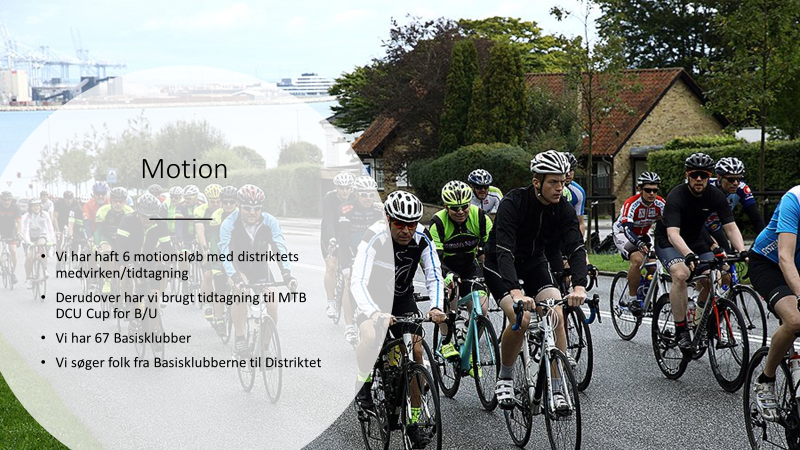 Motion
• Vi har haft 6 motionsløb med distriktets
medvirken/tidtagning
• Derudover har vi brugt tidtagning til MTB
DCU Cup for B/U
• Vi har 67 Basisklubber
• Vi søger folk fra Basisklubberne til Distriktet